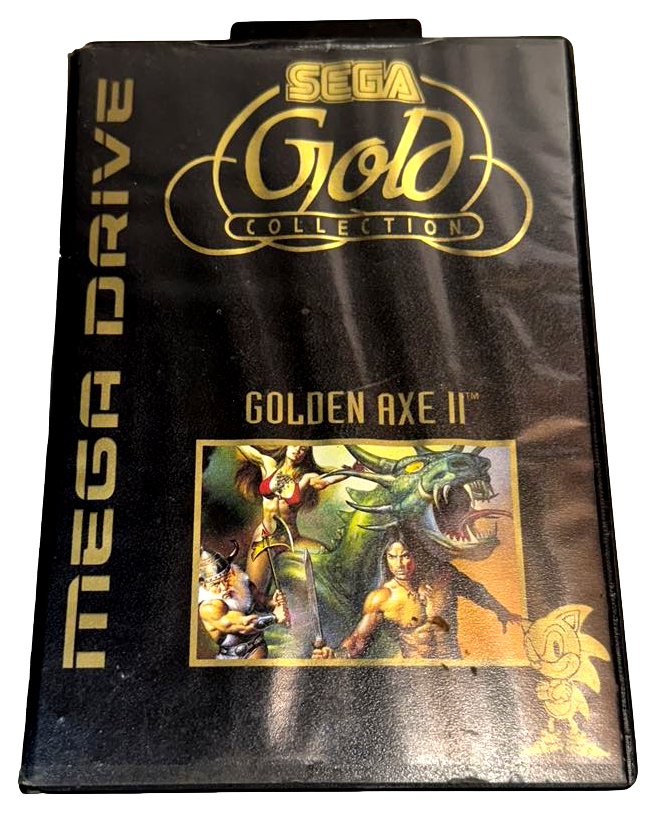 SEGA
Gold
COLLECTION
MEGA DRIVE
GOLDEN AXE II™